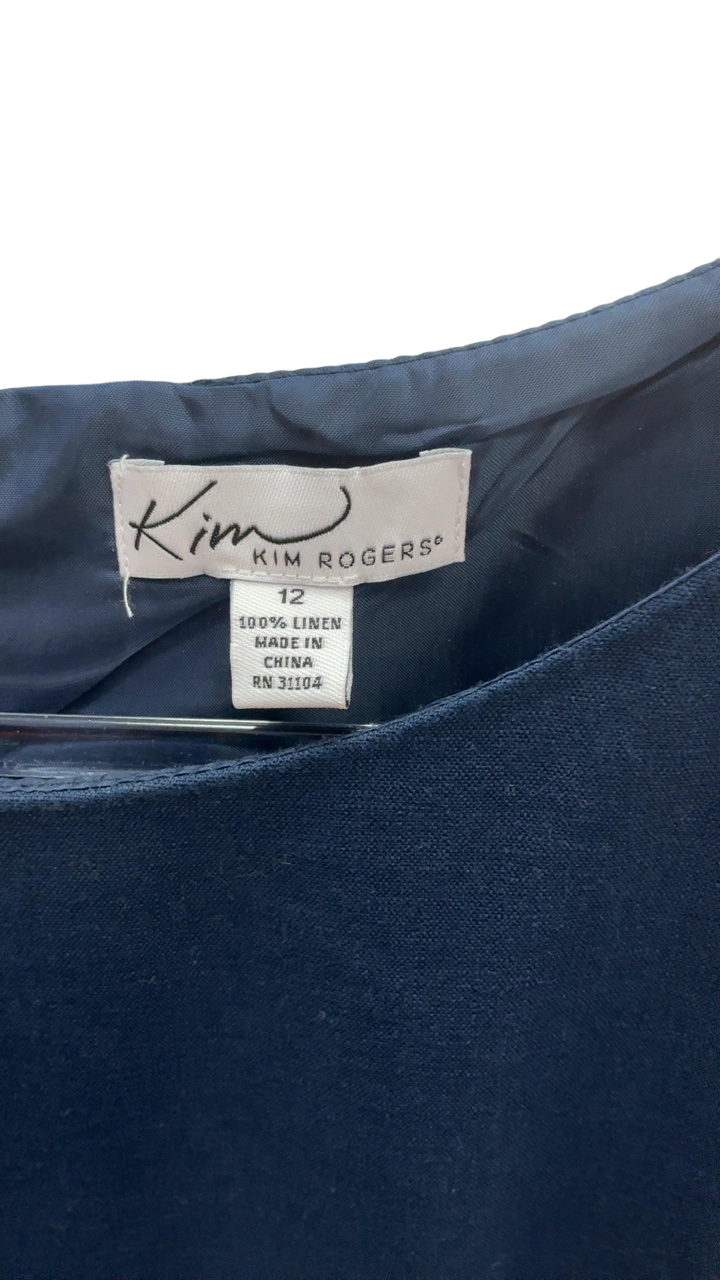 Kim
KIM ROGERS®
12
100% LINEN
MADE IN
CHINA
RN 31104